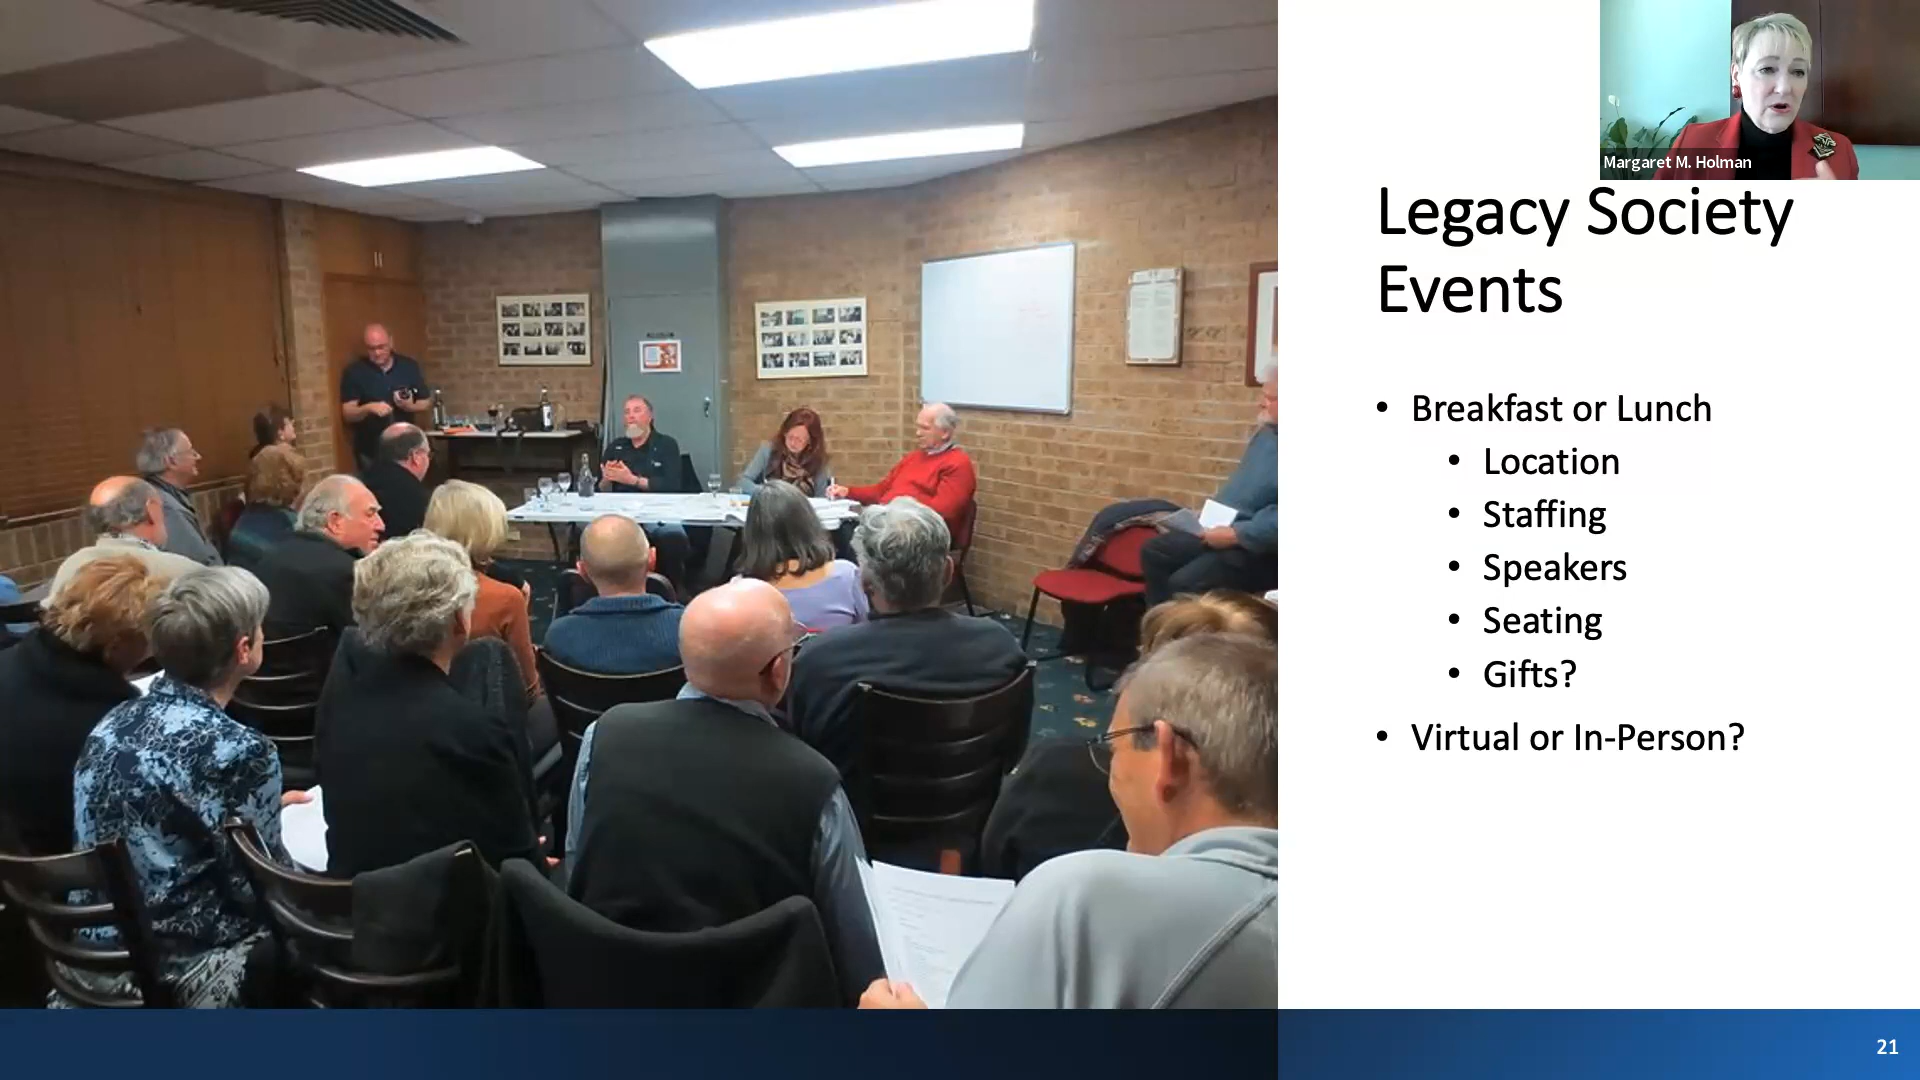 Margaret M. Holman
Legacy Society
Events
• Breakfast or Lunch
• Location
• Staffing
• Speakers
• Seating
• Gifts?
• Virtual or In-Person?
21